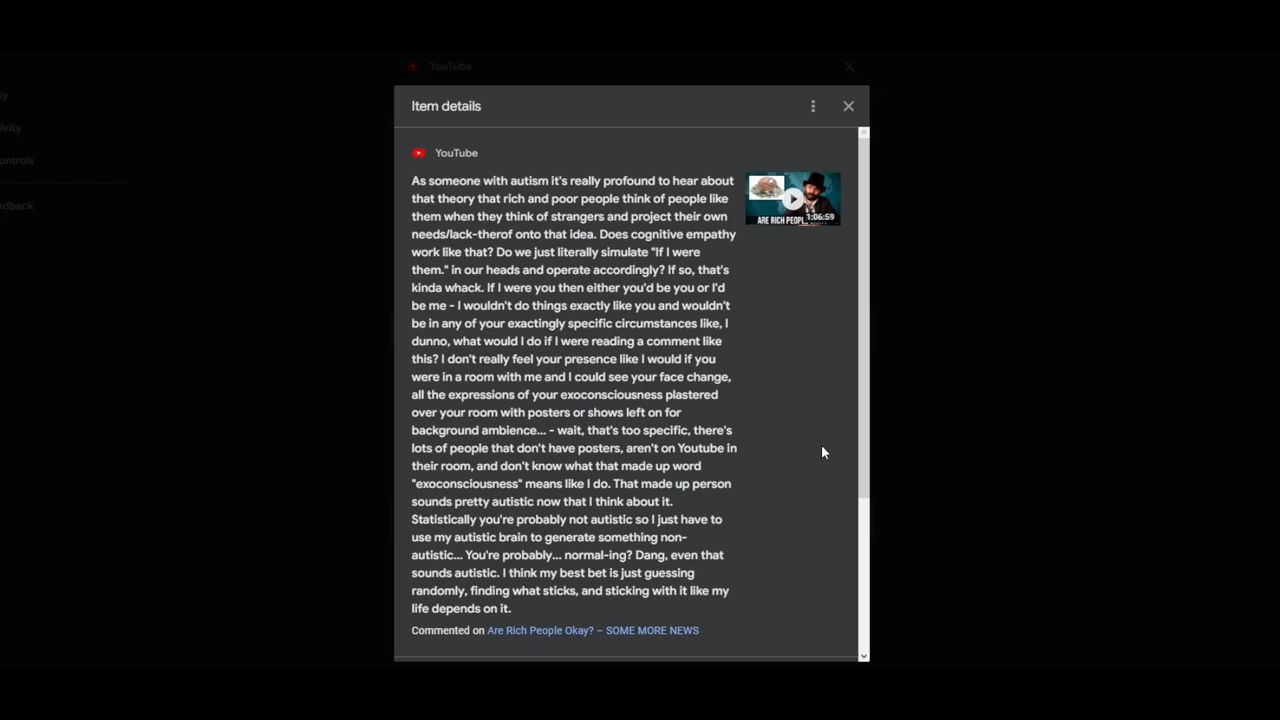 YouTube
ty
Item details
tivity
YouTube
ontrols
As someone with autism it's really profound to hear about
that theory that rich and poor people think of people like
them when they think of strangers and project their own
edback
needs/lack-therof onto that idea. Does cognitive empathy
work like that? Do we just literally simulate "If I were
them." in our heads and operate accordingly? If so, that's
kinda whack. If I were you then either you'd be you or I'd
be me - I wouldn't do things exactly like you and wouldn't
be in any of your exactingly specific circumstances like, I
dunno, what would I do if I were reading a comment like
this? I don't really feel your presence like I would if you
were in a room with me and I could see your face change,
all the expressions of your exoconsciousness plastered
over your room with posters or shows left on for
background ambience... - wait, that's too specific, there's
lots of people that don't have posters, aren't on Youtube in
their room, and don't know what that made up word
"exoconsciousness" means like I do. That made up person
sounds pretty autistic now that I think about it.
Statistically you're probably not autistic so I just have to
use my autistic brain to generate something non-
autistic... You're probably... normal-ing? Dang, even that
sounds autistic. I think my best bet is just guessing
randomly, finding what sticks, and sticking with it like my
life depends on it.
ARE RICH PEOPL
1:06:59
Commented on Are Rich People Okay? – SOME MORE NEWS